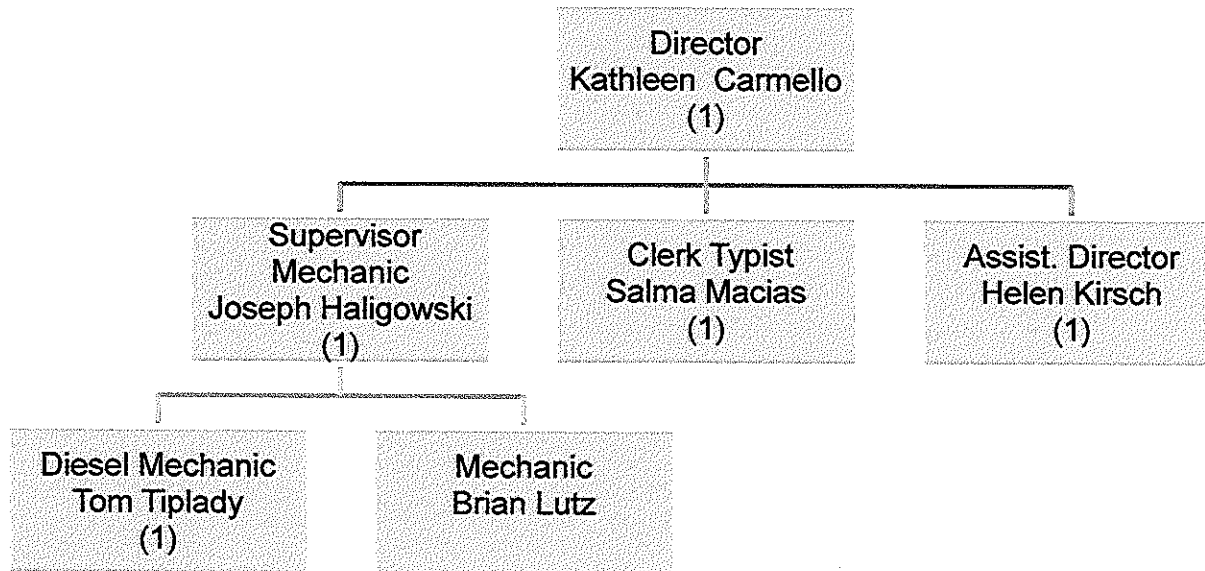 Director
Kathleen Carmello
(1)
Supervisor
Mechanic
Joseph Haligowski
(1)
Clerk Typist
Salma Macias
(1)
Assist. Director
Helen Kirsch
(1)
Diesel Mechanic
Tom Tiplady
(1)
Mechanic
Brian Lutz